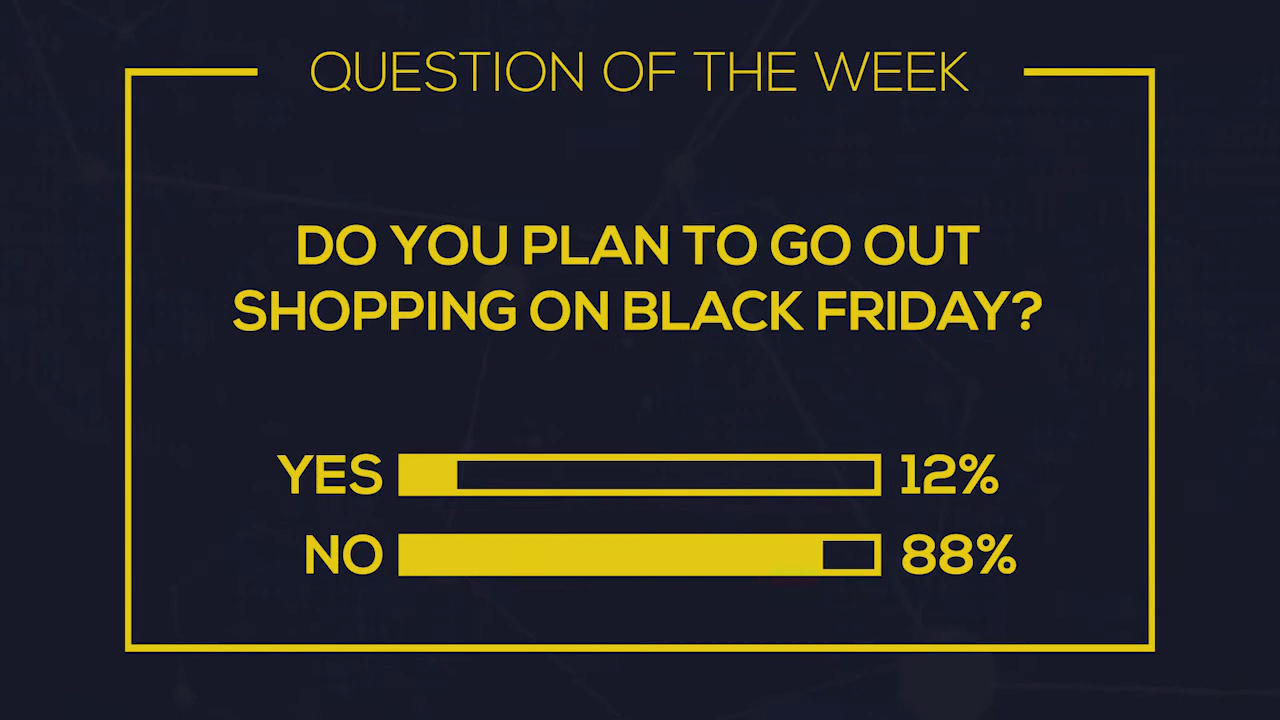 QUESTION OF THE WEEK
DO YOU PLAN TO GO OUT
SHOPPING ON BLACK FRIDAY?
YES 12%
NO 88%